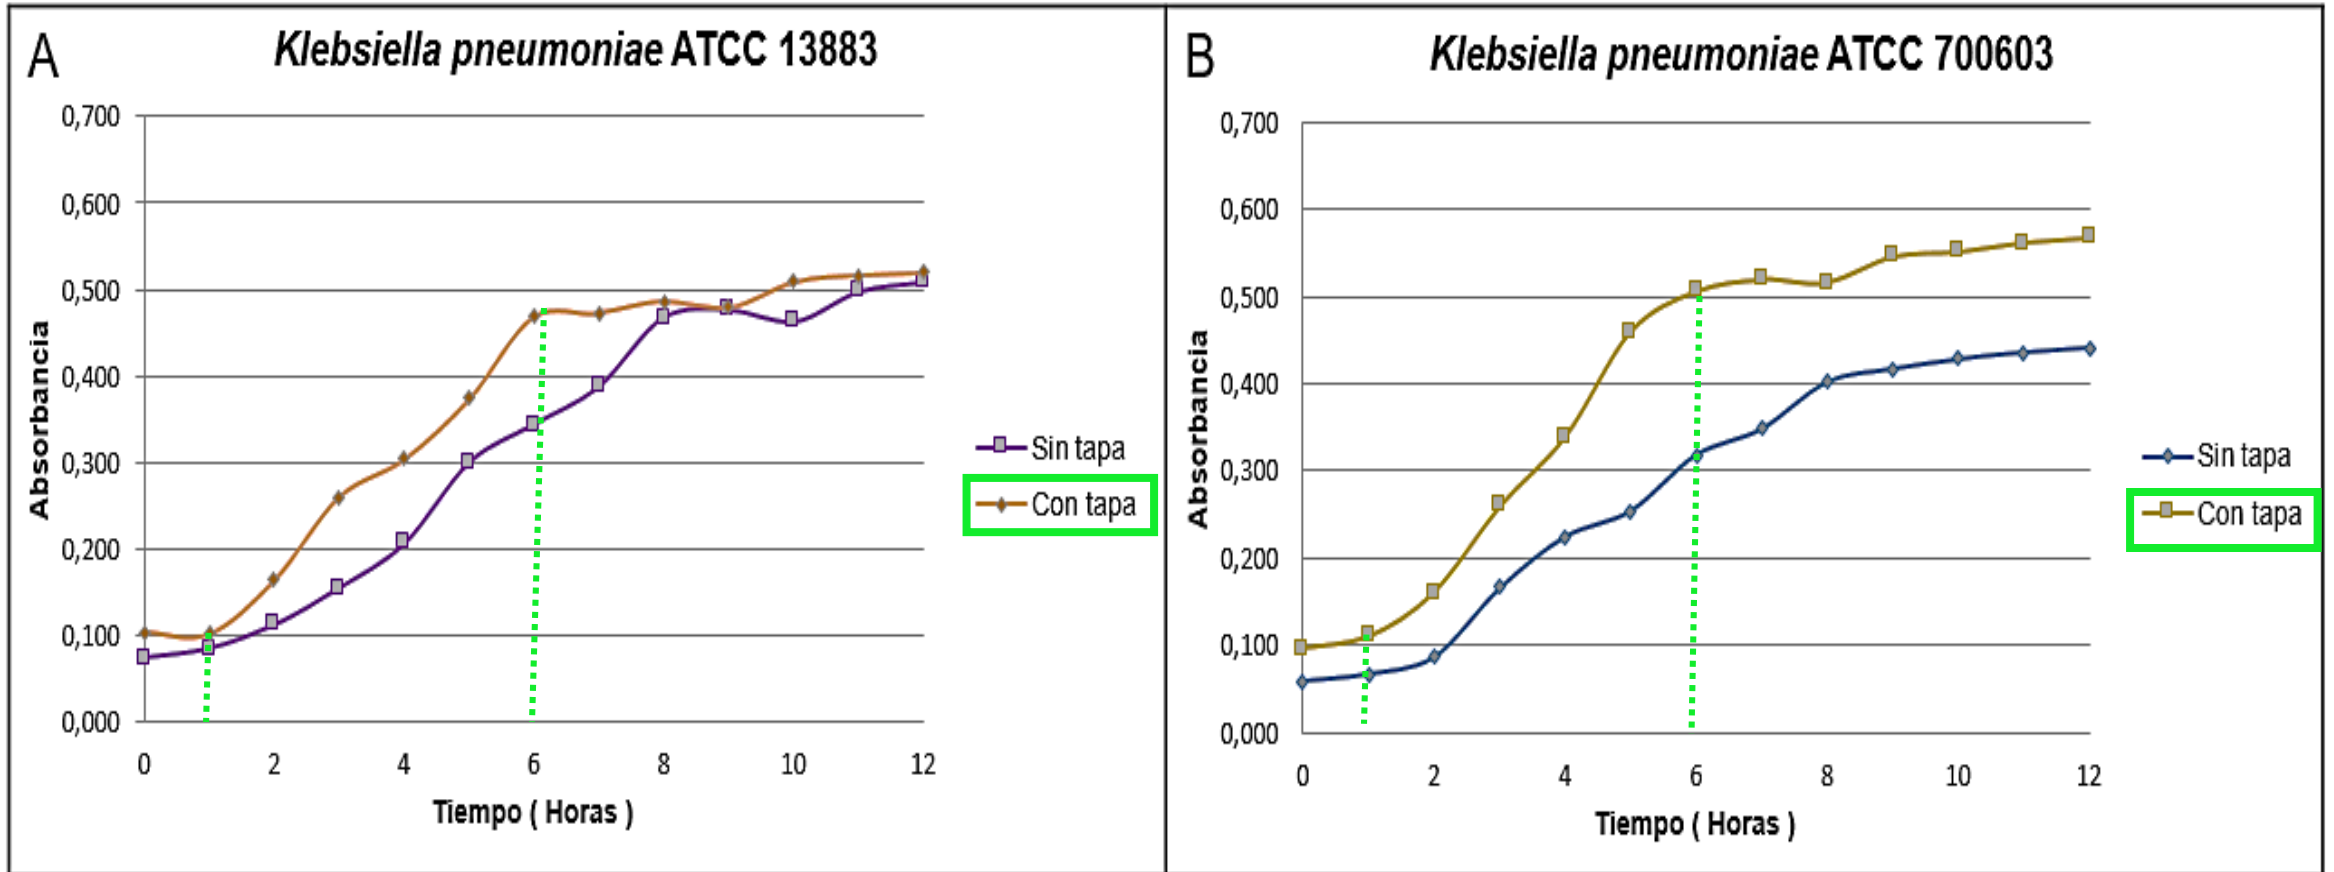 A
Klebsiella pneumoniae ATCC 13883
0,700
0,600
0,500
0,400
0,300
0,200
0,100
0,000
Absorbancia
0 2 4 6 8 10 12
Tiempo ( Horas )
Sin tapa
Con tapa
B
Klebsiella pneumoniae ATCC 700603
0,700
0,600
0,500
0,400
0,300
0,200
0,100
0,000
Absorbancia
0 2 4 6 8 10 12
Tiempo ( Horas )
Sin tapa
Con tapa